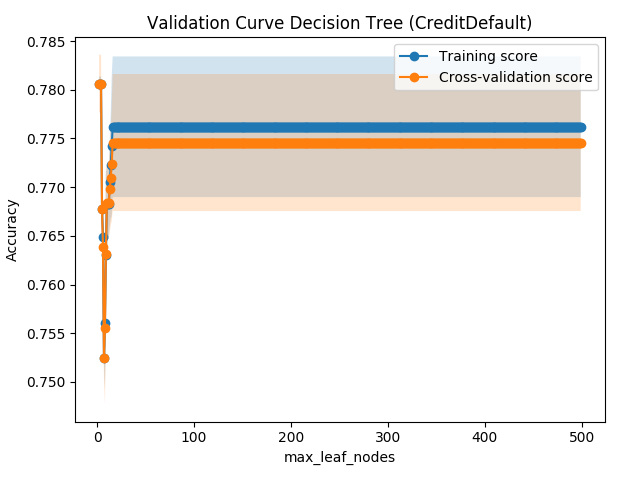 Validation Curve Decision Tree (CreditDefault)
Training score
Cross-validation score
Accuracy
0.785
0.780
0.775
0.770
0.765
0.760
0.755
0.750
0 100 200 300 400 500
max_leaf_nodes